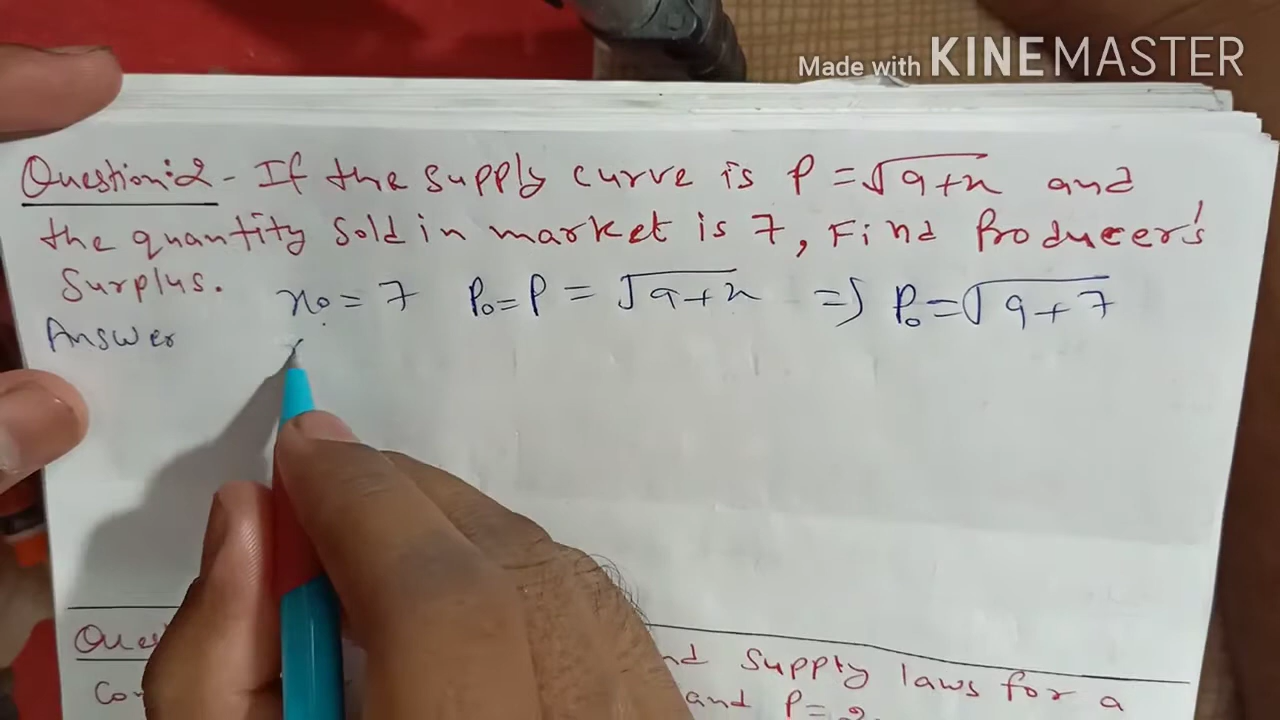 Made with KINEMASTER
Question:2 - If the supply curve is P = √9+x and
the quantity sold in market is 7, Find Producer's
Surplus. x₀ = 7 P₀ = P = √9+x ⇒ P₀ = √9+7
Answer
supply laws for a
and P = 2